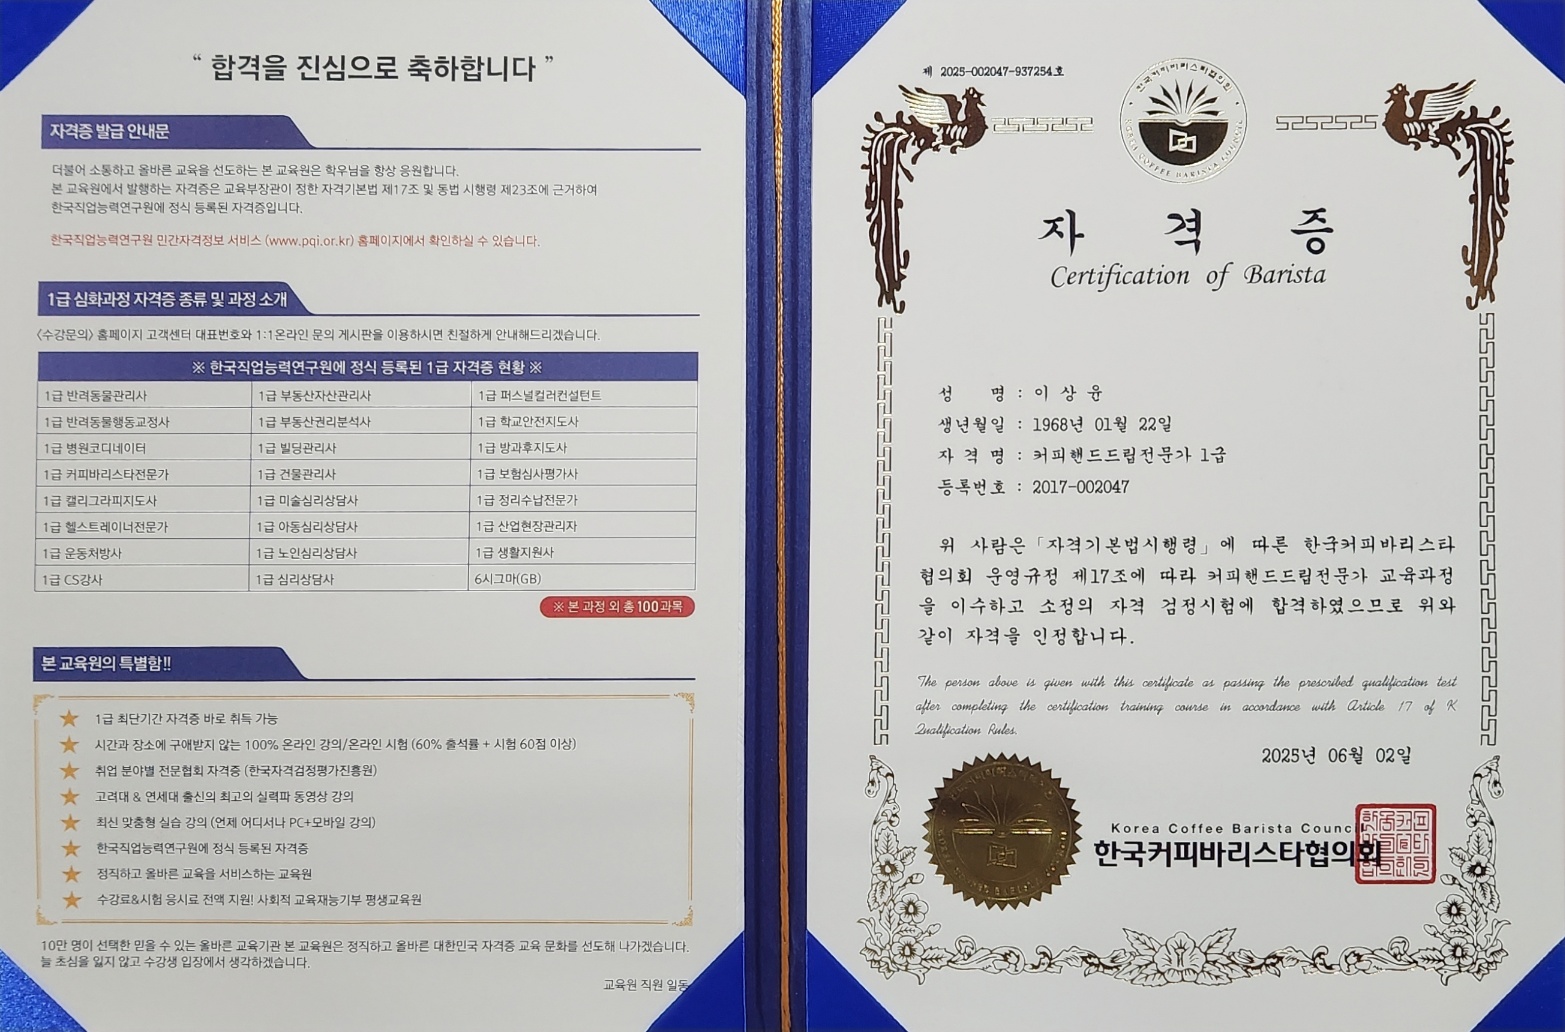 “ 합격을 진심으로 축하합니다 ”
자격증 발급 안내문
더불어 소통하고 올바른 교육을 선도하는 본 교육원은 학우님을 항상 응원합니다.
본 교육원에서 발행하는 자격증은 교육부장관이 정한 자격기본법 제17조 및 동법 시행령 제23조에 근거하여
한국직업능력연구원에 정식 등록된 자격증입니다.
한국직업능력연구원 민간자격정보 서비스 (www.pqi.or.kr) 홈페이지에서 확인하실 수 있습니다.
1급 심화과정 자격증 종류 및 과정 소개
<수강문의> 홈페이지 고객센터 대표번호와 1:1온라인 문의 게시판을 이용하시면 친절하게 안내해드리겠습니다.
※ 한국직업능력연구원에 정식 등록된 1급 자격증 현황 ※
1급 반려동물관리사 1급 부동산자산관리사 1급 퍼스널컬러컨설턴트
1급 반려동물행동교정사 1급 부동산권리분석사 1급 학교안전지도사
1급 병원코디네이터 1급 빌딩관리사 1급 방과후지도사
1급 커피바리스타전문가 1급 건물관리사 1급 보험심사평가사
1급 캘리그라피지도사 1급 미술심리상담사 1급 정리수납전문가
1급 헬스트레이너전문가 1급 아동심리상담사 1급 산업현장관리자
1급 운동처방사 1급 노인심리상담사 1급 생활지원사
1급 CS강사 1급 심리상담사 6시그마(GB)
※ 본 과정 외 총 100과목
본 교육원의 특별함!!
1급 최단기간 자격증 바로 취득 가능
시간과 장소에 구애받지 않는 100% 온라인 강의/온라인 시험 (60% 출석률 + 시험 60점 이상)
취업 분야별 전문협회 자격증 (한국자격검정평가진흥원)
고려대 & 연세대 출신의 최고의 실력파 동영상 강의
최신 맞춤형 실습 강의 (언제 어디서나 PC+모바일 강의)
한국직업능력연구원에 정식 등록된 자격증
정직하고 올바른 교육을 서비스하는 교육원
수강료&시험 응시료 전액 지원! 사회적 교육재능기부 평생교육원
10만 명이 선택한 믿을 수 있는 올바른 교육기관 본 교육원은 정직하고 올바른 대한민국 자격증 교육 문화를 선도해 나가겠습니다.
늘 초심을 잃지 않고 수강생 입장에서 생각하겠습니다.
교육원 직원 일동
제 2025-002047-937254호
한국커피바리스타협의회
KOREA COFFEE BARISTA COUNCIL
자 격 증
Certification of Barista
성 명 : 이 상 윤
생년월일 : 1968년 01월 22일
자 격 명 : 커피핸드드립전문가 1급
등록번호 : 2017-002047
위 사람은 「자격기본법시행령」에 따른 한국커피바리스타
협의회 운영규정 제17조에 따라 커피핸드드립전문가 교육과정
을 이수하고 소정의 자격 검정시험에 합격하였으므로 위와
같이 자격을 인정합니다.
The person above is given with this certificate as passing the prescribed qualification test
after completing the certification training course in accordance with Article 17 of K
Qualification Rules.
2025년 06월 02일
Korea Coffee Barista Council
한국커피바리스타협의회